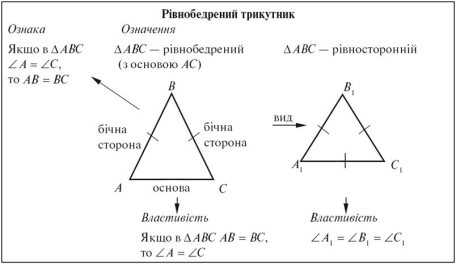 Рівнобедрений трикутник
Ознака
Означення
Якщо в ΔABC
∠A = ∠C,
то AB = BC
ΔABC — рівнобедрений
(з основою AC)
ΔABC — рівносторонній
B
бічна
сторона
бічна
сторона
A
основа
C
вид
B₁
A₁
C₁
Властивість
Якщо в ΔABC AB = BC,
то ∠A = ∠C
Властивість
∠A₁ = ∠B₁ = ∠C₁